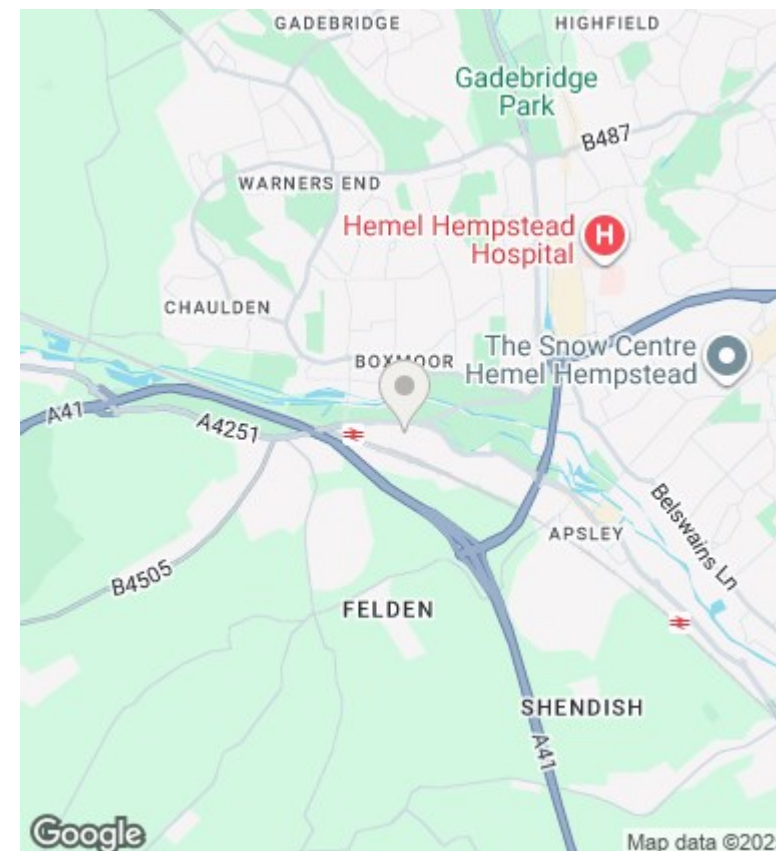 GADEBRIDGE
HIGHFIELD
Gadebridge
Park
B487
WARNERS END
Hemel Hempstead
Hospital
H
CHAULDEN
BOXMOOR
The Snow Centre
Hemel Hempstead
A41
A4251
APSLEY
Belswains Ln
B4505
FELDEN
SHENDISH
A41
Google
Map data ©202